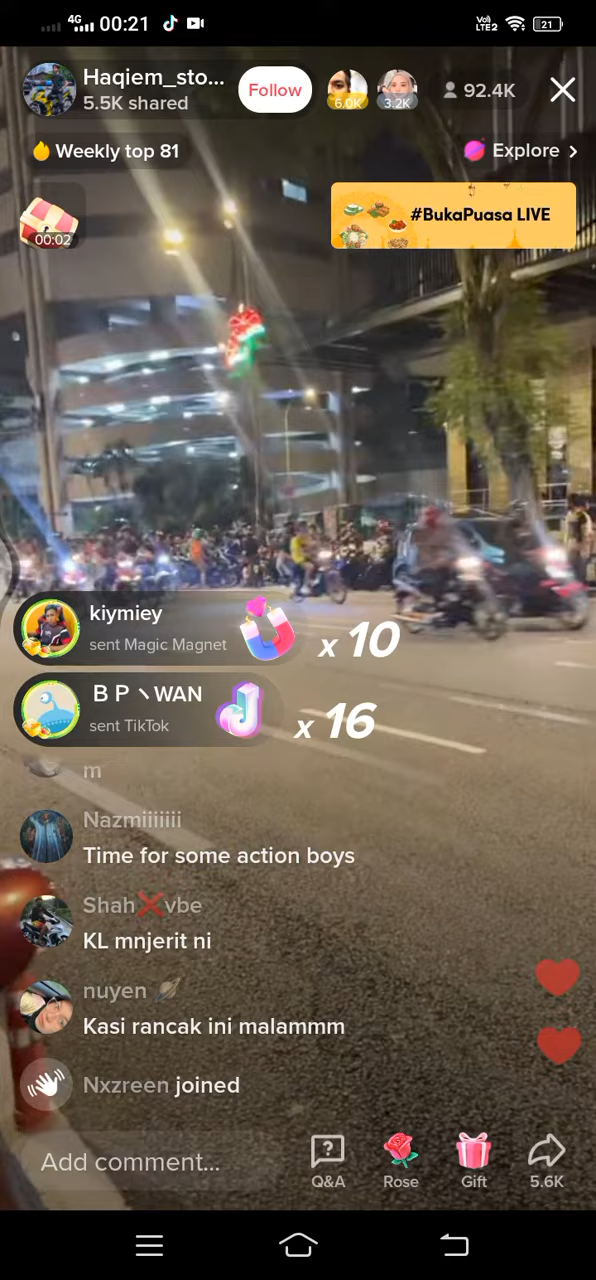 4G 00:21 VoLTE2 21
Haqiem_sto...
5.5K shared
Follow
6.0K 3.2K
92.4K
Weekly top 81
Explore >
00:02
#BukaPuasa LIVE
kiymiey
sent Magic Magnet
x 10
B P ヽWAN
sent TikTok
x 16
m
Nazmiiiiiii
Time for some action boys
Shah❌vbe
KL mnjerit ni
nuyen 🪐
Kasi rancak ini malammm
Nxzreen joined
Add comment...
Q&A
Rose
Gift
5.6K